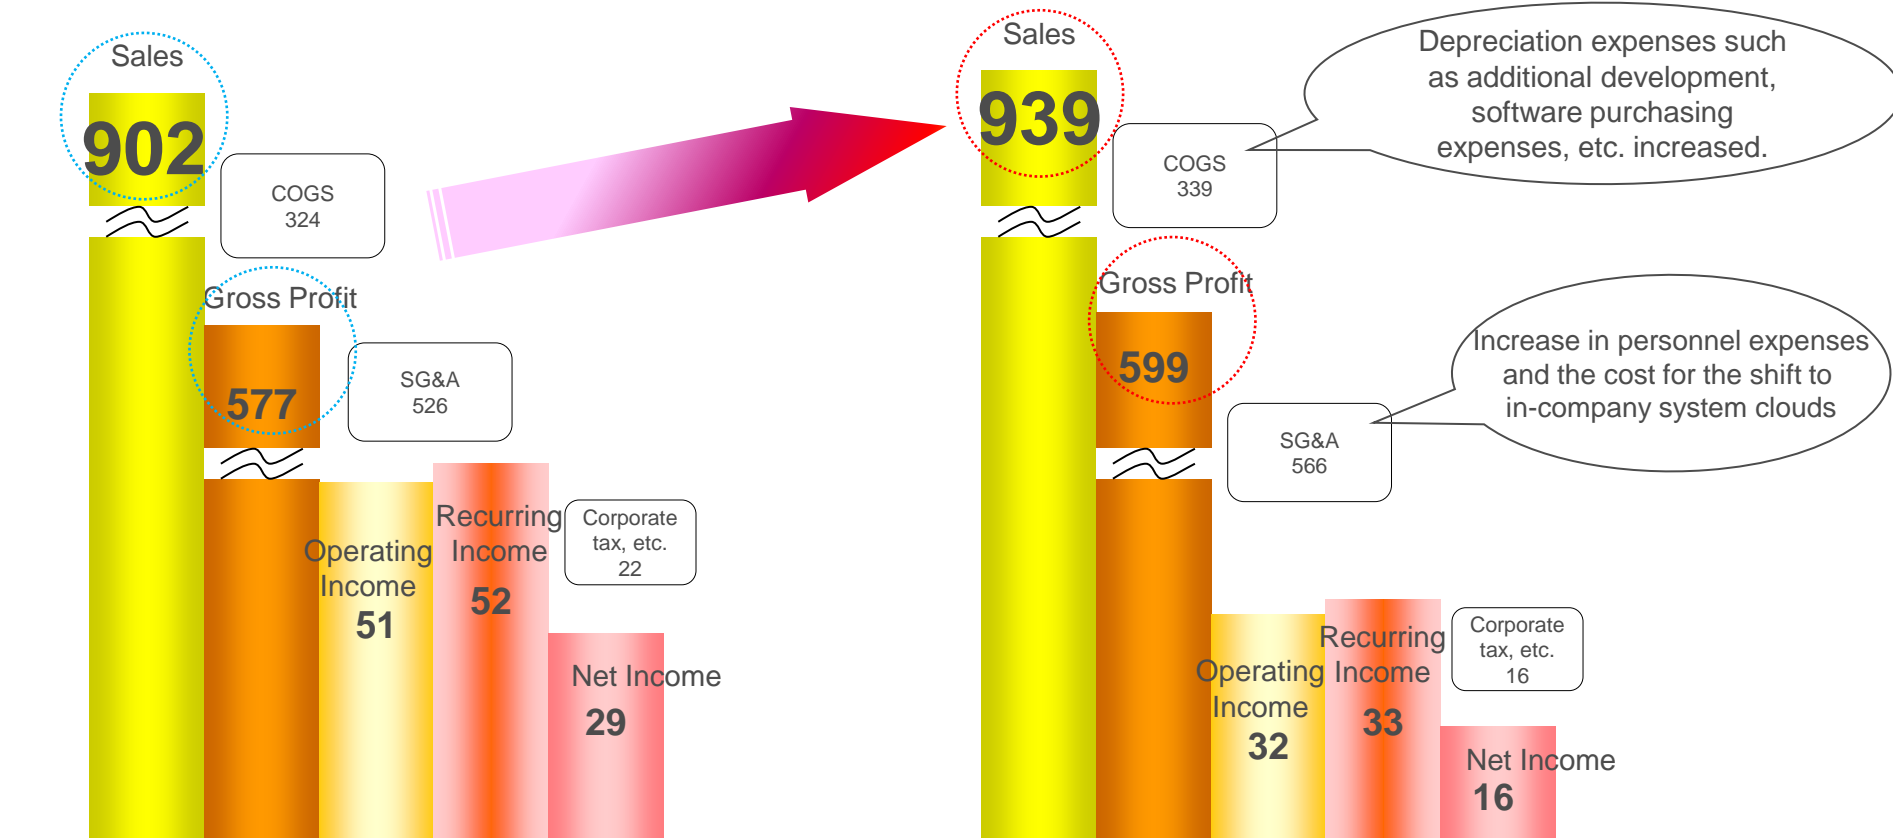 Sales
902
COGS
324
Gross Profit
577
SG&A
526
Operating
Income
51
Recurring
Income
52
Corporate
tax, etc.
22
Net Income
29
Sales
939
COGS
339
Depreciation expenses such
as additional development,
software purchasing
expenses, etc. increased.
Gross Profit
599
SG&A
566
Increase in personnel expenses
and the cost for the shift to
in-company system clouds
Operating
Income
32
Recurring
Income
33
Corporate
tax, etc.
16
Net Income
16